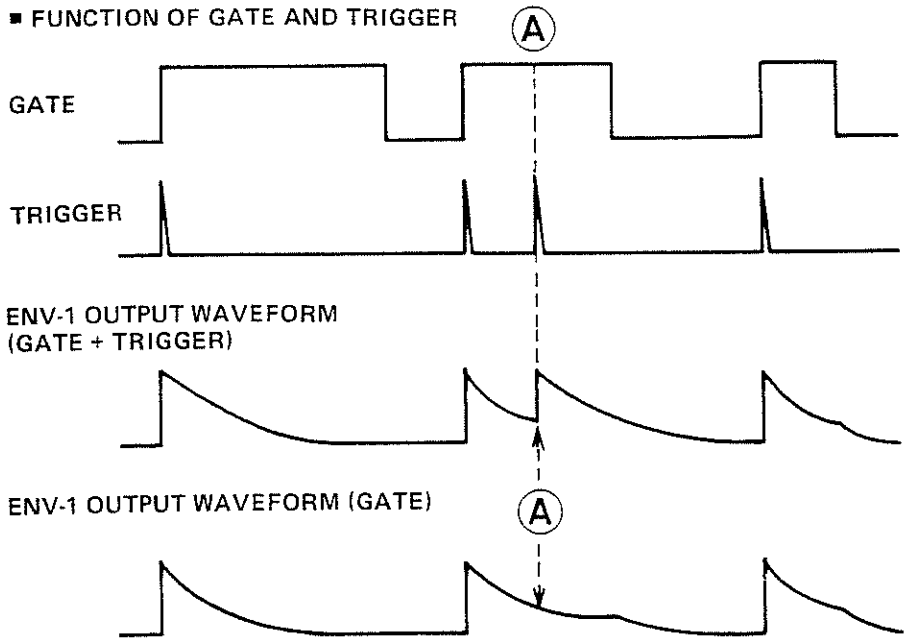 ■ FUNCTION OF GATE AND TRIGGER
A
GATE
TRIGGER
ENV-1 OUTPUT WAVEFORM
(GATE + TRIGGER)
ENV-1 OUTPUT WAVEFORM (GATE)
A